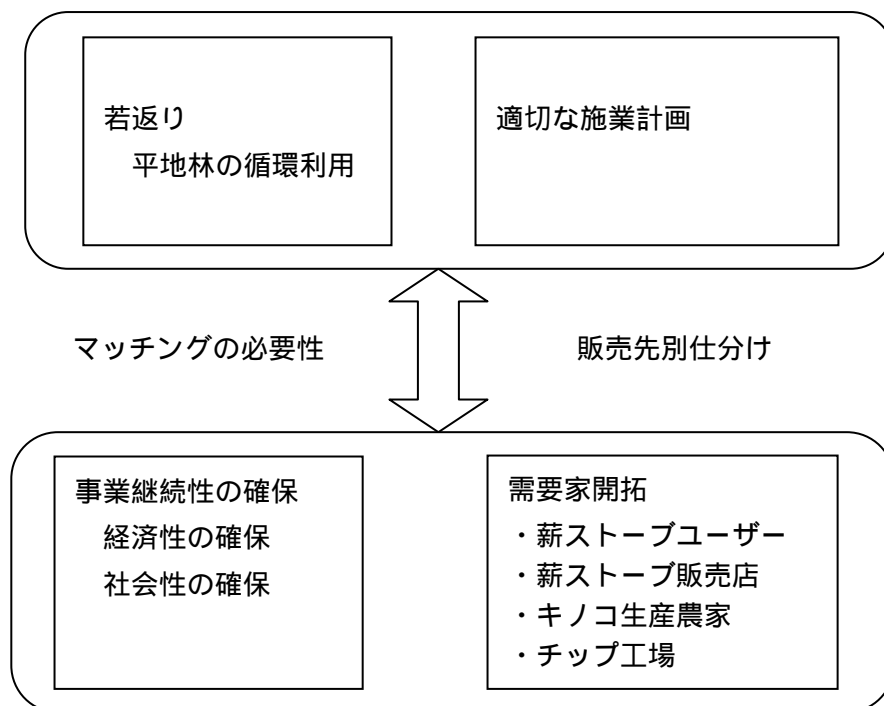 若返り
平地林の循環利用
適切な施業計画
マッチングの必要性
販売先別仕分け
事業継続性の確保
経済性の確保
社会性の確保
需要家開拓
・薪ストーブユーザー
・薪ストーブ販売店
・キノコ生産農家
・チップ工場